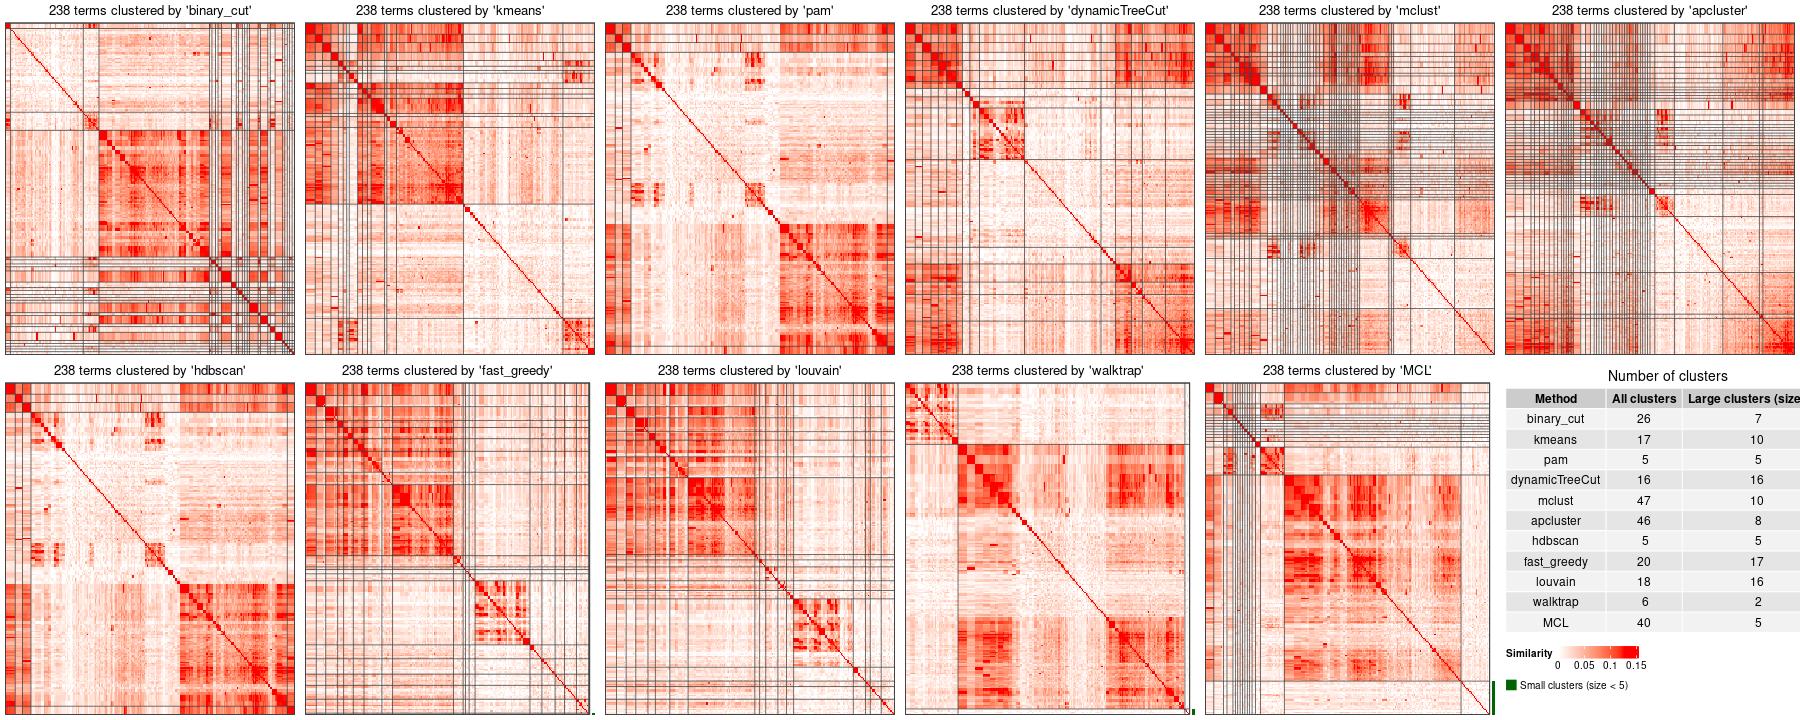 238 terms clustered by 'binary_cut'
238 terms clustered by 'kmeans'
238 terms clustered by 'pam'
238 terms clustered by 'dynamicTreeCut'
238 terms clustered by 'mclust'
238 terms clustered by 'apcluster'
238 terms clustered by 'hdbscan'
238 terms clustered by 'fast_greedy'
238 terms clustered by 'louvain'
238 terms clustered by 'walktrap'
238 terms clustered by 'MCL'
Number of clusters
Method All clusters Large clusters (size
binary_cut 26 7
kmeans 17 10
pam 5 5
dynamicTreeCut 16 16
mclust 47 10
apcluster 46 8
hdbscan 5 5
fast_greedy 20 17
louvain 18 16
walktrap 6 2
MCL 40 5
Similarity
0 0.05 0.1 0.15
Small clusters (size < 5)